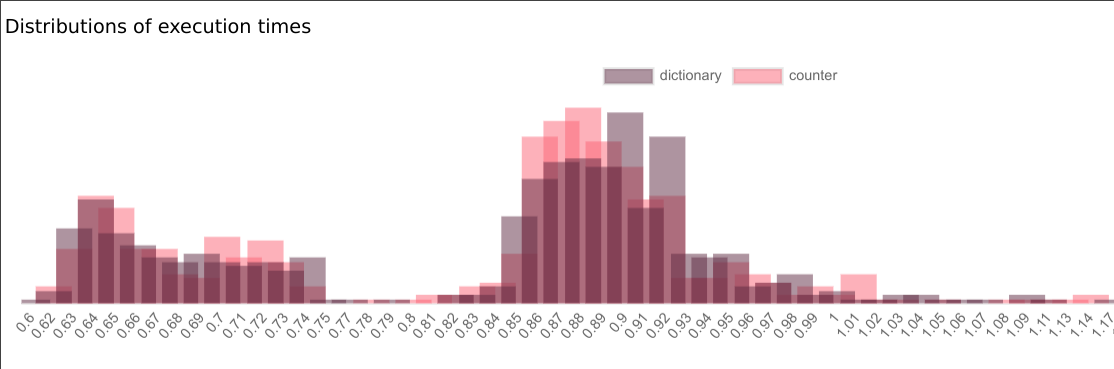 Distributions of execution times
dictionary counter
0.6 0.62 0.63 0.64 0.65 0.66 0.67 0.68 0.69 0.7 0.71 0.72 0.73 0.74 0.75 0.77 0.78 0.79 0.8 0.81 0.82 0.83 0.84 0.85 0.86 0.87 0.88 0.89 0.9 0.91 0.92 0.93 0.94 0.95 0.96 0.97 0.98 0.99 1 1.01 1.02 1.03 1.04 1.05 1.06 1.07 1.08 1.09 1.11 1.13 1.14 1.17